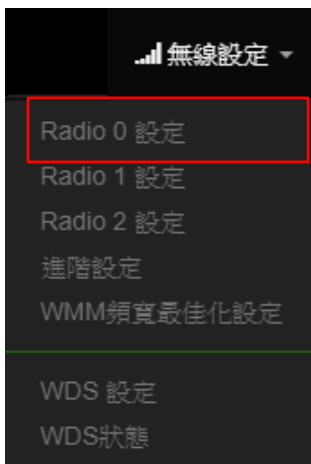 無線設定
Radio 0 設定
Radio 1 設定
Radio 2 設定
進階設定
WMM頻寬最佳化設定
WDS 設定
WDS狀態